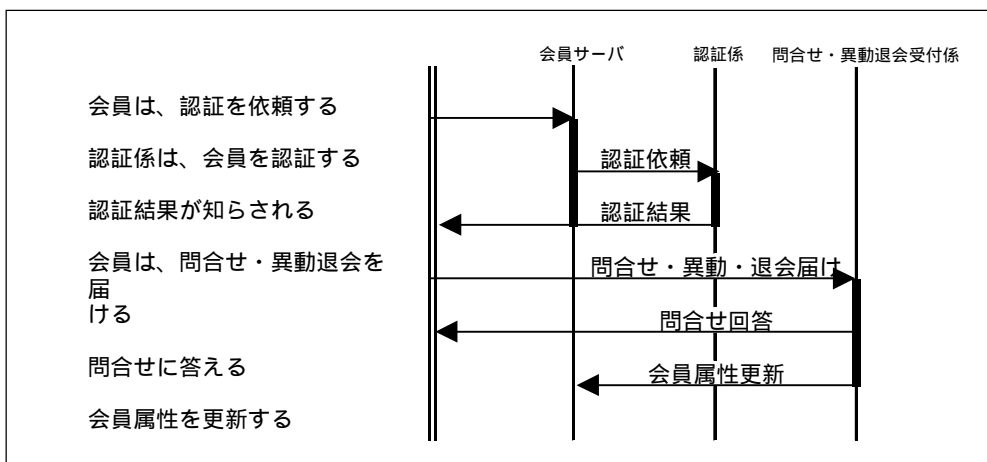 会員サーバ 認証係 問合せ・異動退会受付係
会員は、認証を依頼する
認証係は、会員を認証する
認証依頼
認証結果が知らされる
認証結果
会員は、問合せ・異動退会を
届
ける
問合せ・異動・退会届け
問合せ回答
問合せに答える
会員属性更新
会員属性を更新する